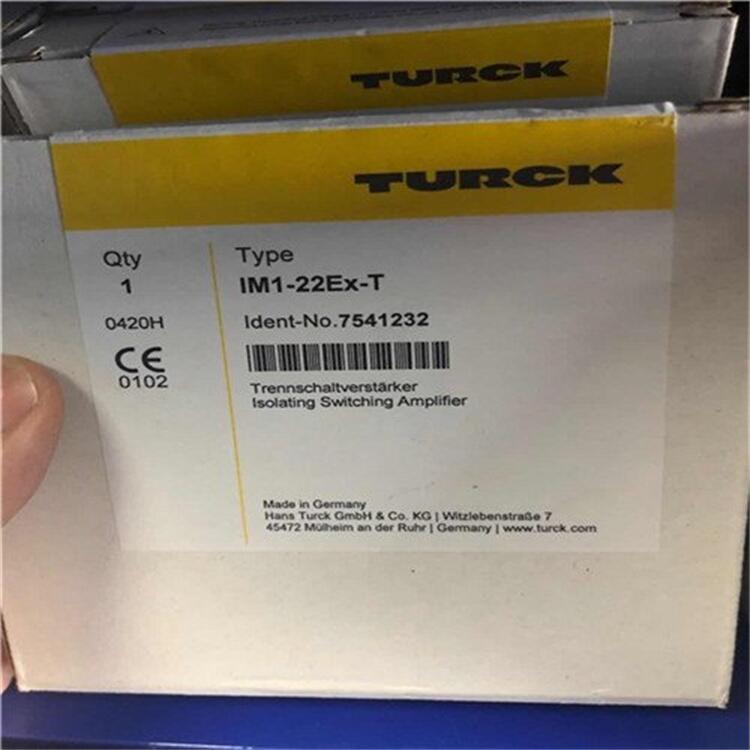 TURCK
TURCK
Qty
1
0420H
CE
0102
Type
IM1-22Ex-T
Ident-No.7541232
Trennschaltverstärker
Isolating Switching Amplifier
Made in Germany
Hans Turck GmbH & Co. KG | Witzlebenstraße 7
45472 Mülheim an der Ruhr | Germany | www.turck.com